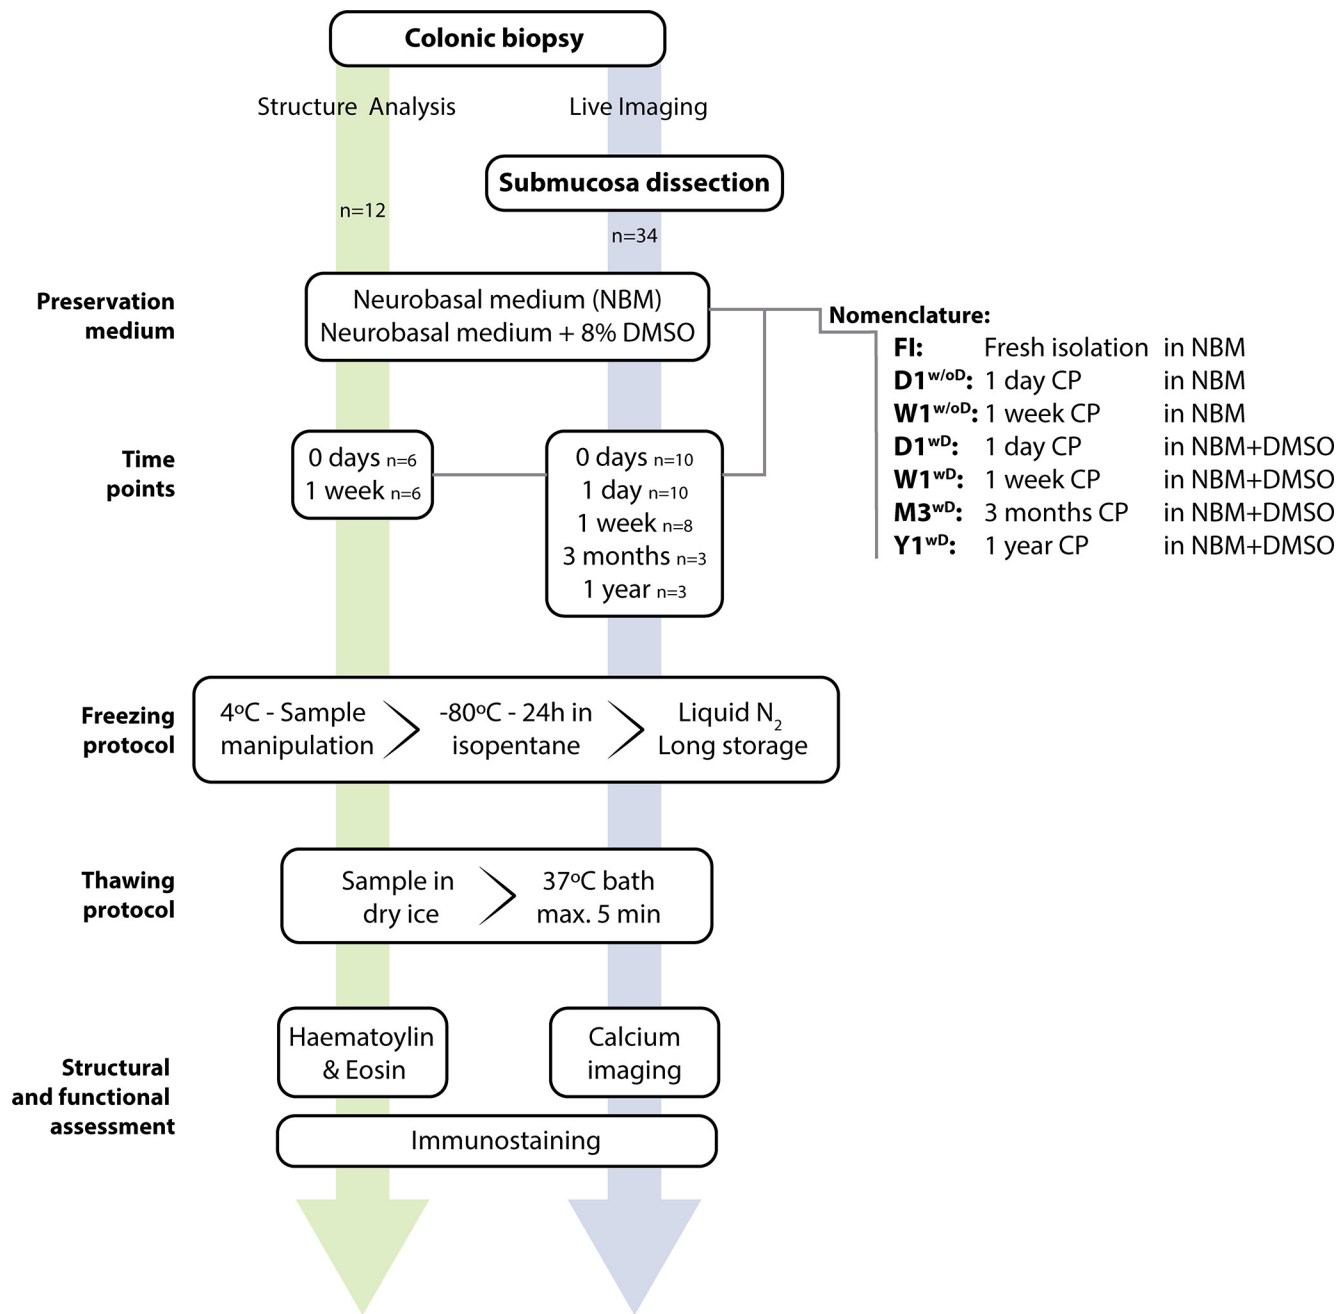 Colonic biopsy
Structure Analysis
Live Imaging
Submucosa dissection
n=12
n=34
Preservation
medium
Neurobasal medium (NBM)
Neurobasal medium + 8% DMSO
Nomenclature:
FI: Fresh isolation in NBM
D1w/oD: 1 day CP in NBM
W1w/oD: 1 week CP in NBM
D1wD: 1 day CP in NBM+DMSO
W1wD: 1 week CP in NBM+DMSO
M3wD: 3 months CP in NBM+DMSO
Y1wD: 1 year CP in NBM+DMSO
Time
points
0 days n=6
1 week n=6
0 days n=10
1 day n=10
1 week n=8
3 months n=3
1 year n=3
Freezing
protocol
4ºC - Sample
manipulation
-80ºC - 24h in
isopentane
Liquid N2
Long storage
Thawing
protocol
Sample in
dry ice
37ºC bath
max. 5 min
Structural
and functional
assessment
Haematoylin
& Eosin
Calcium
imaging
Immunostaining